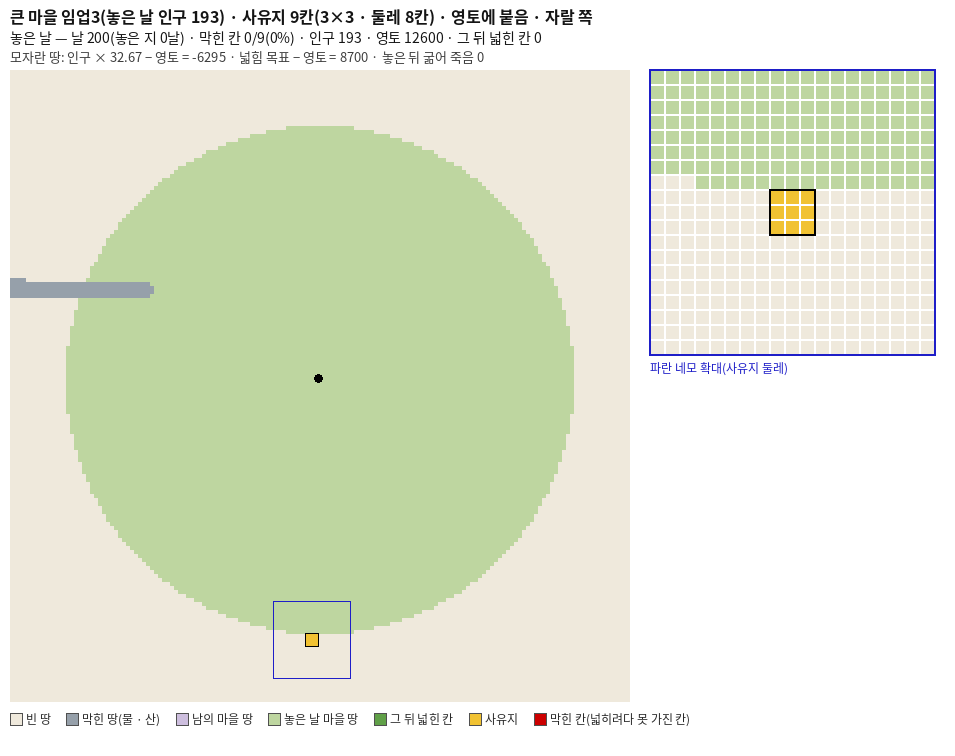 큰 마을 임업3(놓은 날 인구 193) · 사유지 9칸(3×3 · 둘레 8칸) · 영토에 붙음 · 자랄 쪽
놓은 날 — 날 200(놓은 지 0날) · 막힌 칸 0/9(0%) · 인구 193 · 영토 12600 · 그 뒤 넓힌 칸 0
모자란 땅: 인구 × 32.67 − 영토 = -6295 · 넓힘 목표 − 영토 = 8700 · 놓은 뒤 굶어 죽음 0
파란 네모 확대(사유지 둘레)
빈 땅 막힌 땅(물 · 산) 남의 마을 땅 놓은 날 마을 땅 그 뒤 넓힌 칸 사유지 막힌 칸(넓히려다 못 가진 칸)